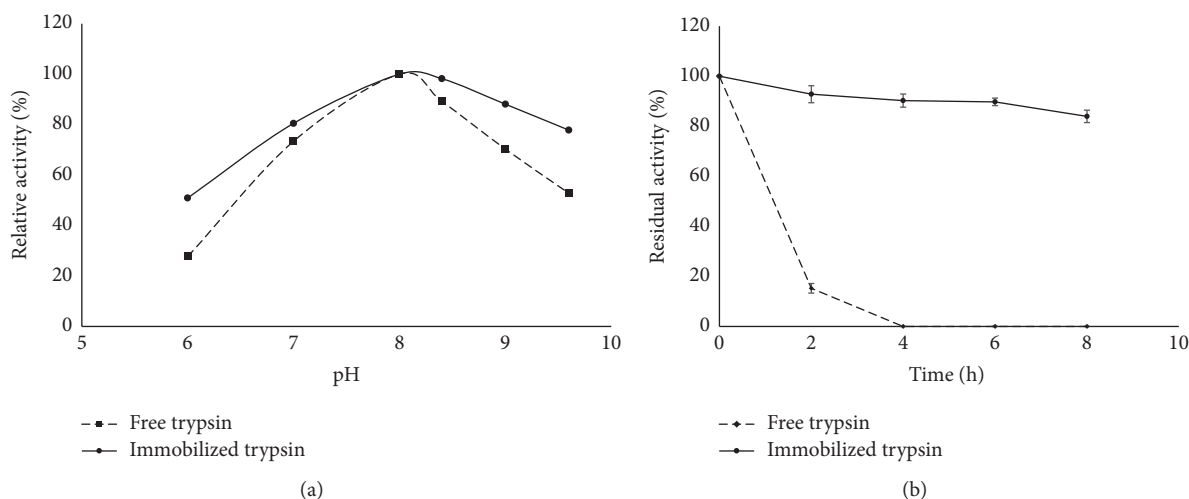 120
100
80
60
40
20
0
Relative activity (%)
5 6 7 8 9 10
pH
Free trypsin
Immobilized trypsin
(a)
120
100
80
60
40
20
0
Residual activity (%)
0 2 4 6 8 10
Time (h)
Free trypsin
Immobilized trypsin
(b)